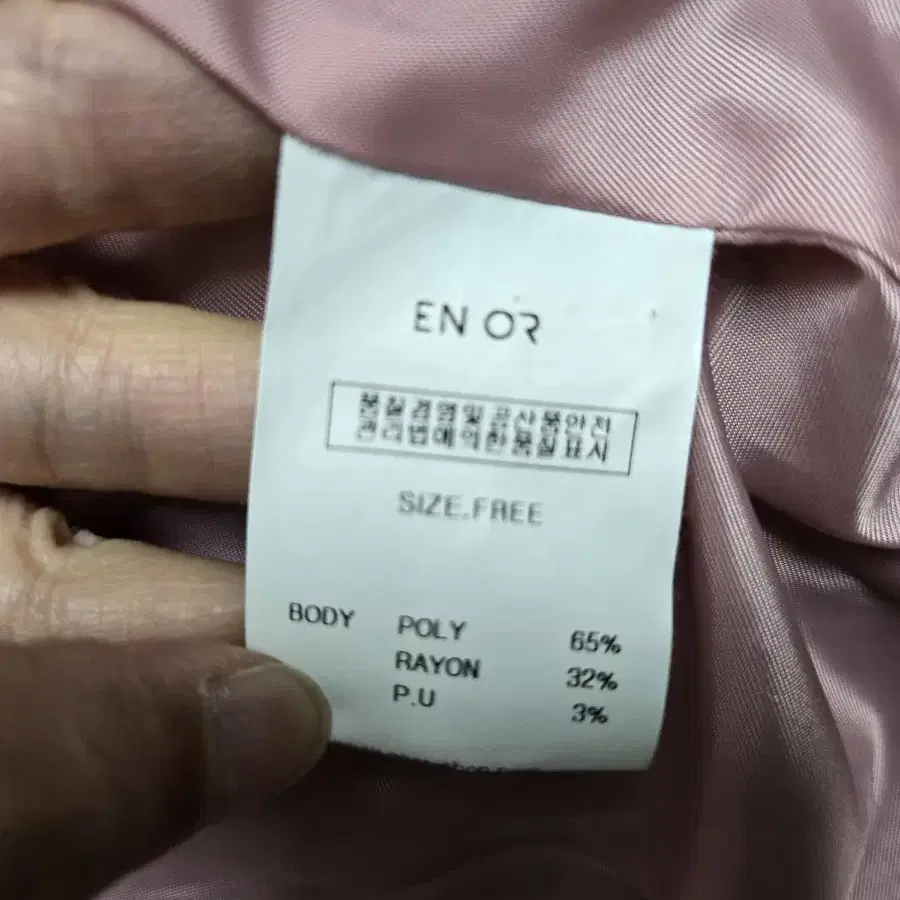 EN OR
품질경영및공산품안전
관리법에의한품질표시
SIZE.FREE
BODY POLY 65%
RAYON 32%
P.U 3%